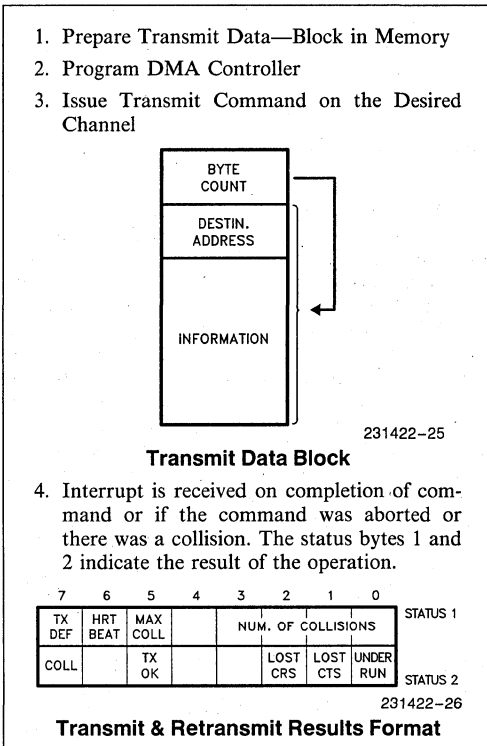 1. Prepare Transmit Data—Block in Memory
2. Program DMA Controller
3. Issue Transmit Command on the Desired
Channel
BYTE
COUNT
DESTIN.
ADDRESS
INFORMATION
231422-25
Transmit Data Block
4. Interrupt is received on completion of com-
mand or if the command was aborted or
there was a collision. The status bytes 1 and
2 indicate the result of the operation.
7 6 5 4 3 2 1 0
TX DEF HRT BEAT MAX COLL NUM. OF COLLISIONS STATUS 1
COLL TX OK LOST CRS LOST CTS UNDER RUN STATUS 2
231422-26
Transmit & Retransmit Results Format